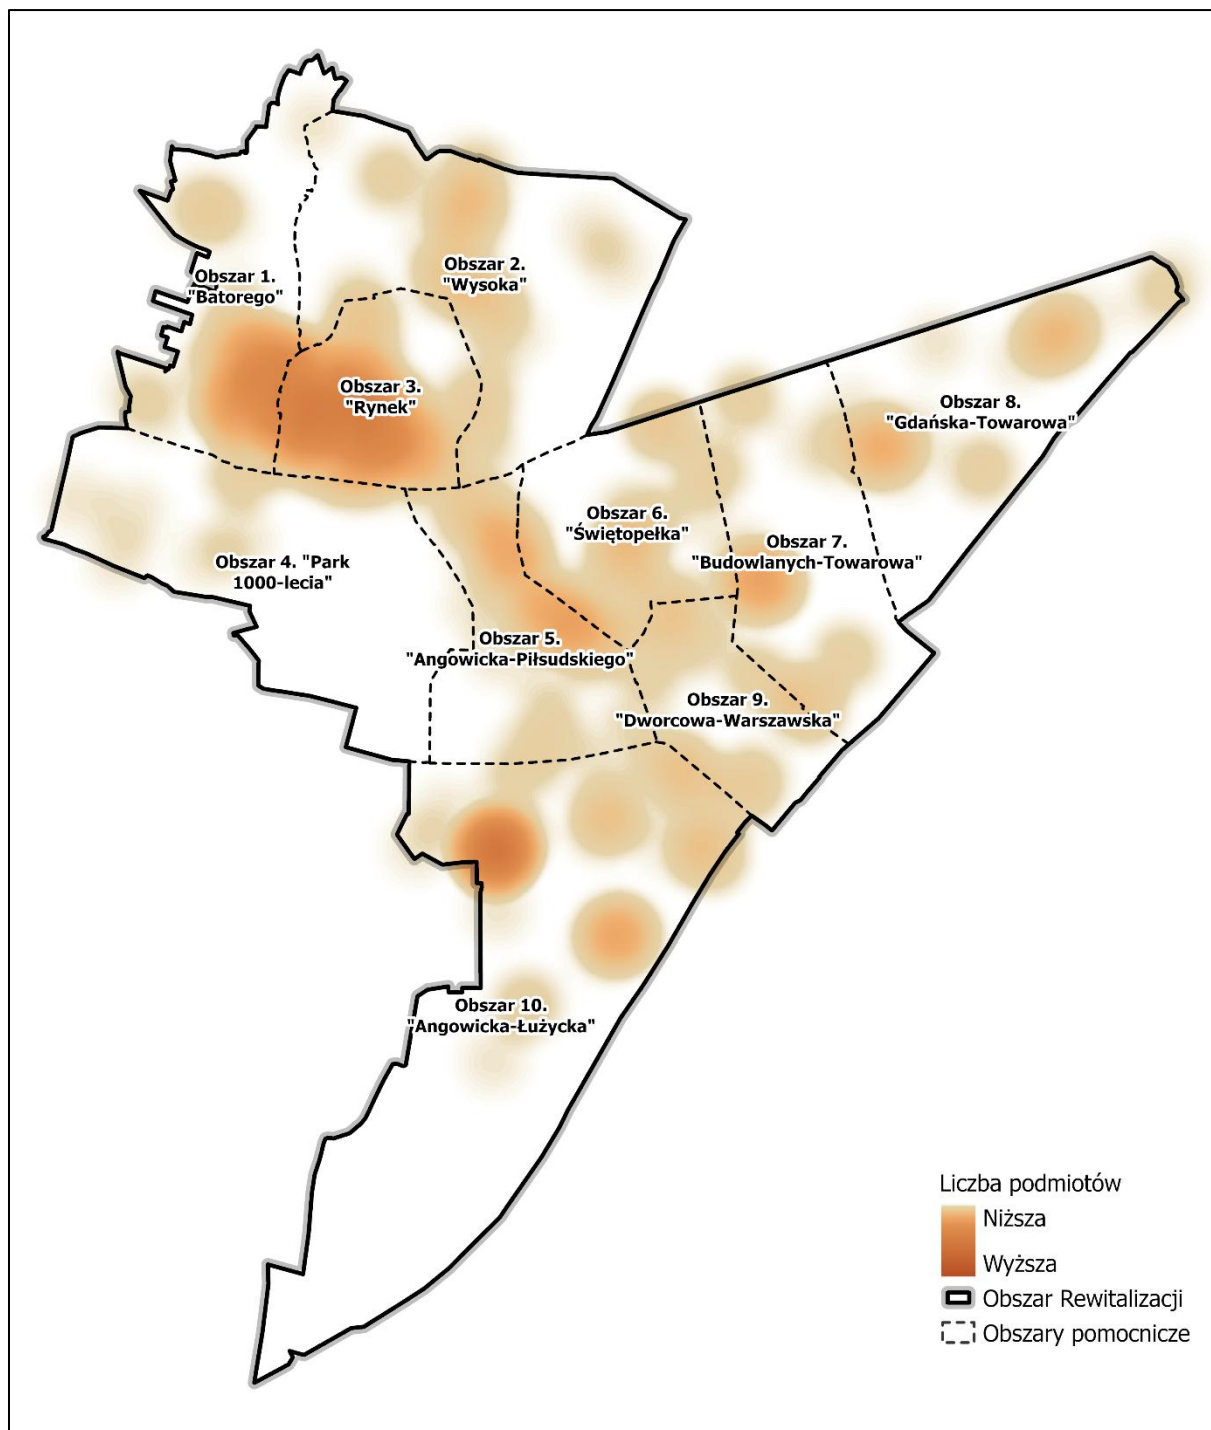 Obszar 1.
"Batorego"
Obszar 2.
"Wysoka"
Obszar 3.
"Rynek"
Obszar 8.
"Gdańska-Towarowa"
Obszar 6.
"Świętopełka"
Obszar 7.
"Budowlanych-Towarowa"
Obszar 4. "Park
1000-lecia"
Obszar 5.
"Angowicka-Piłsudskiego"
Obszar 9.
"Dworcowa-Warszawska"
Obszar 10.
"Angowicka-Łużycka"
Liczba podmiotów
Niższa
Wyższa
Obszar Rewitalizacji
Obszary pomocnicze